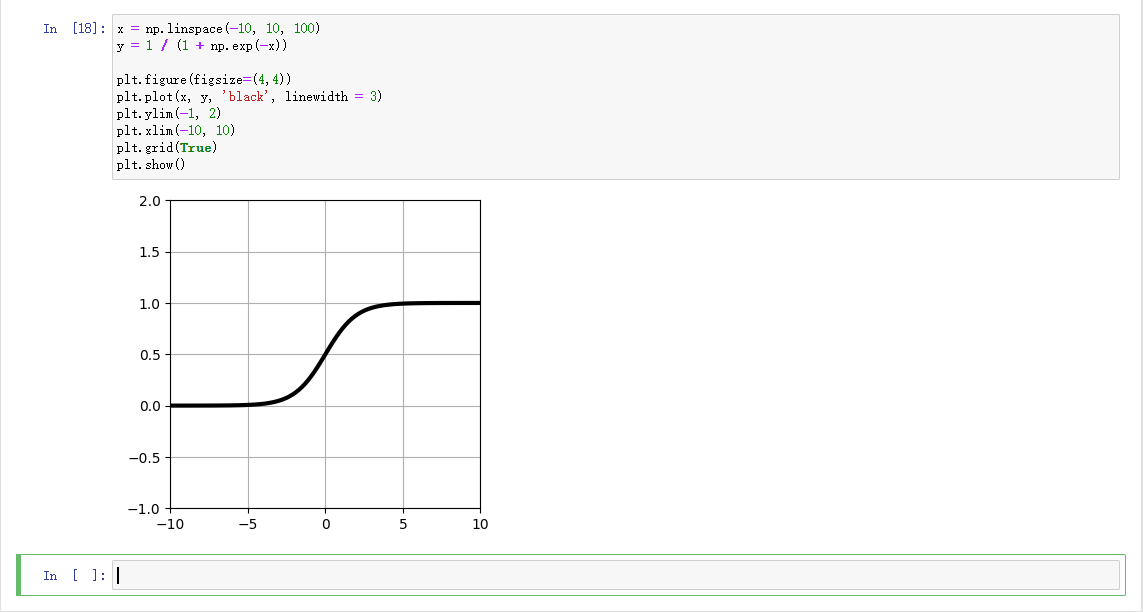 In [18]: x = np.linspace(-10, 10, 100)
y = 1 / (1 + np.exp(-x))
plt.figure(figsize=(4,4))
plt.plot(x, y, 'black', linewidth = 3)
plt.ylim(-1, 2)
plt.xlim(-10, 10)
plt.grid(True)
plt.show()
2.0
1.5
1.0
0.5
0.0
−0.5
−1.0
−10 −5 0 5 10
In [ ]: